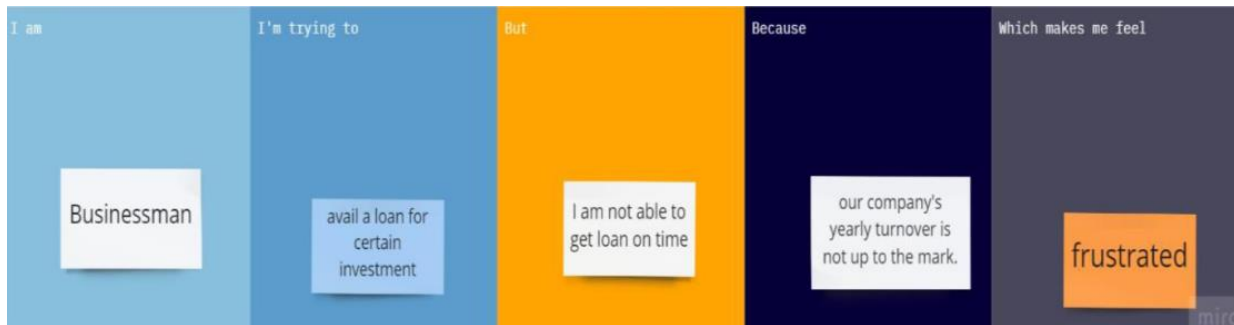 I am
Businessman
I'm trying to
avail a loan for
certain
investment
But
I am not able to
get loan on time
Because
our company's
yearly turnover is
not up to the mark.
Which makes me feel
frustrated
miro